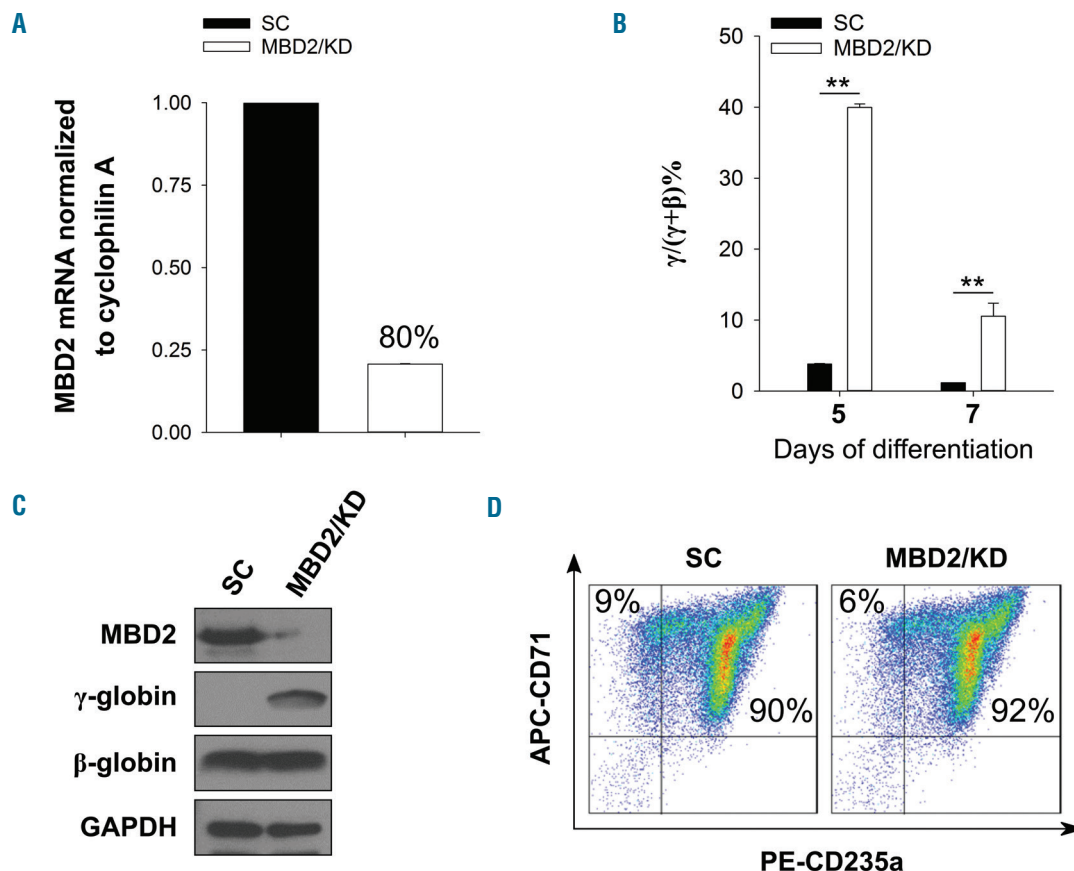 A
SC
MBD2/KD
MBD2 mRNA normalized
to cyclophilin A
1.00
0.75
0.50
0.25
0.00
80%
B
SC
MBD2/KD
γ/(γ+β)%
50
40
30
20
10
0
**
**
5
7
Days of differentiation
C
SC
MBD2/KD
MBD2
γ-globin
β-globin
GAPDH
D
SC
MBD2/KD
9%
90%
6%
92%
APC-CD71
PE-CD235a